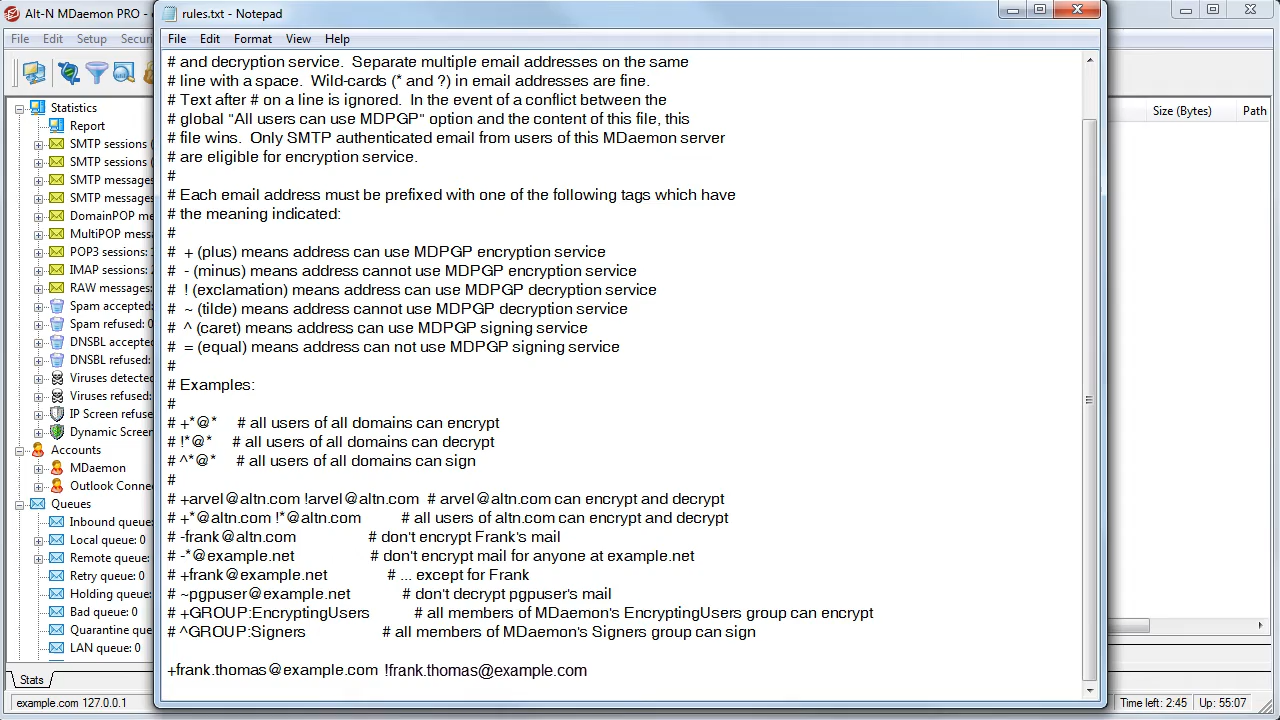 Alt-N MDaemon PRO -
rules.txt - Notepad
File Edit Setup Securi
File Edit Format View Help
# and decryption service.  Separate multiple email addresses on the same
# line with a space.  Wild-cards (* and ?) in email addresses are fine.
# Text after # on a line is ignored.  In the event of a conflict between the
# global "All users can use MDPGP" option and the content of this file, this
# file wins.  Only SMTP authenticated email from users of this MDaemon server
# are eligible for encryption service.
#
# Each email address must be prefixed with one of the following tags which have
# the meaning indicated:
#
#  + (plus) means address can use MDPGP encryption service
#  - (minus) means address cannot use MDPGP encryption service
#  ! (exclamation) means address can use MDPGP decryption service
#  ~ (tilde) means address cannot use MDPGP decryption service
#  ^ (caret) means address can use MDPGP signing service
#  = (equal) means address can not use MDPGP signing service
#
# Examples:
#
# +*@*     # all users of all domains can encrypt
# !*@*     # all users of all domains can decrypt
# ^*@*     # all users of all domains can sign
#
# +arvel@altn.com !arvel@altn.com  # arvel@altn.com can encrypt and decrypt
# +*@altn.com !*@altn.com          # all users of altn.com can encrypt and decrypt
# -frank@altn.com                  # don't encrypt Frank's mail
# -*@example.net                   # don't encrypt mail for anyone at example.net
# +frank@example.net               # ... except for Frank
# ~pgpuser@example.net             # don't decrypt pgpuser's mail
# +GROUP:EncryptingUsers           # all members of MDaemon's EncryptingUsers group can encrypt
# ^GROUP:Signers                   # all members of MDaemon's Signers group can sign
+frank.thomas@example.com !frank.thomas@example.com
Statistics
Report
SMTP sessions (
SMTP sessions (
SMTP messages
SMTP messages
DomainPOP me
MultiPOP mess
POP3 sessions:
IMAP sessions: 2
RAW messages:
Spam accepted:
Spam refused: 0
DNSBL accepte
DNSBL refused:
Viruses detected
Viruses refused:
IP Screen refuse
Dynamic Screen
Accounts
MDaemon
Outlook Connec
Queues
Inbound queue:
Local queue: 0
Remote queue:
Retry queue: 0
Holding queue:
Bad queue: 0
Quarantine que
LAN queue: 0
Stats
example.com 127.0.0.1
Size (Bytes) Path
Time left: 2:45 Up: 55:07